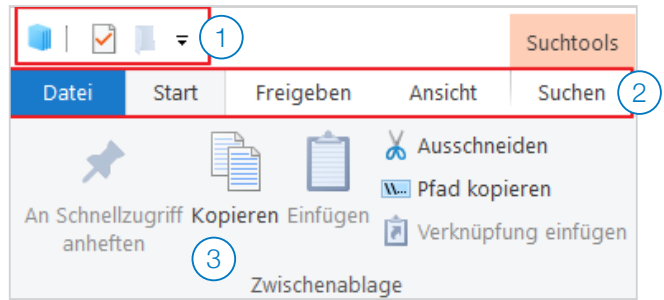 1
Suchtools
Datei Start Freigeben Ansicht Suchen 2
Ausschneiden
W... Pfad kopieren
An Schnellzugriff anheften
Kopieren
Einfügen
Verknüpfung einfügen
3
Zwischenablage